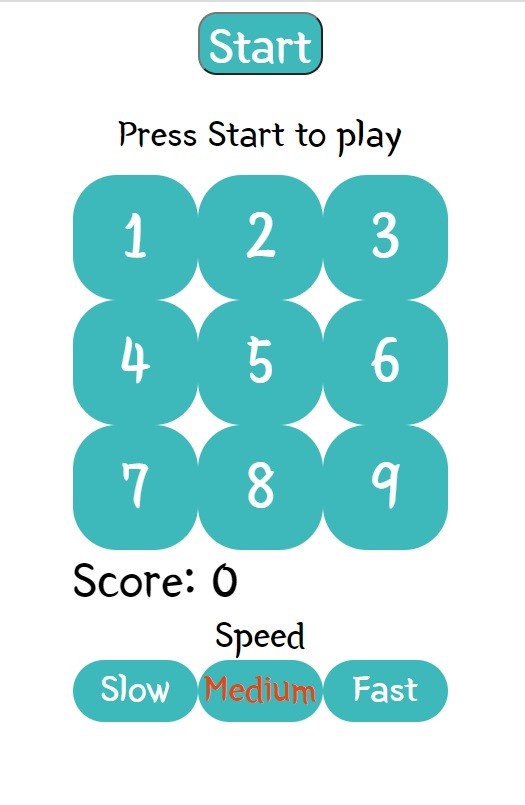 Start
Press Start to play
1 2 3
4 5 6
7 8 9
Score: 0
Speed
Slow Medium Fast